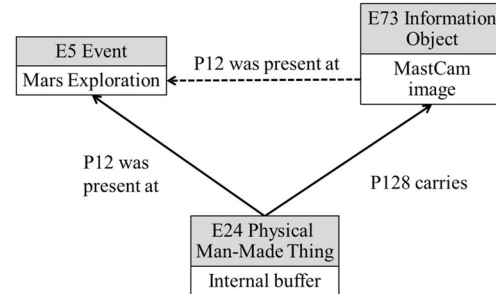 E5 Event
Mars Exploration
P12 was present at
E73 Information
Object
MastCam
image
P12 was
present at
P128 carries
E24 Physical
Man-Made Thing
Internal buffer